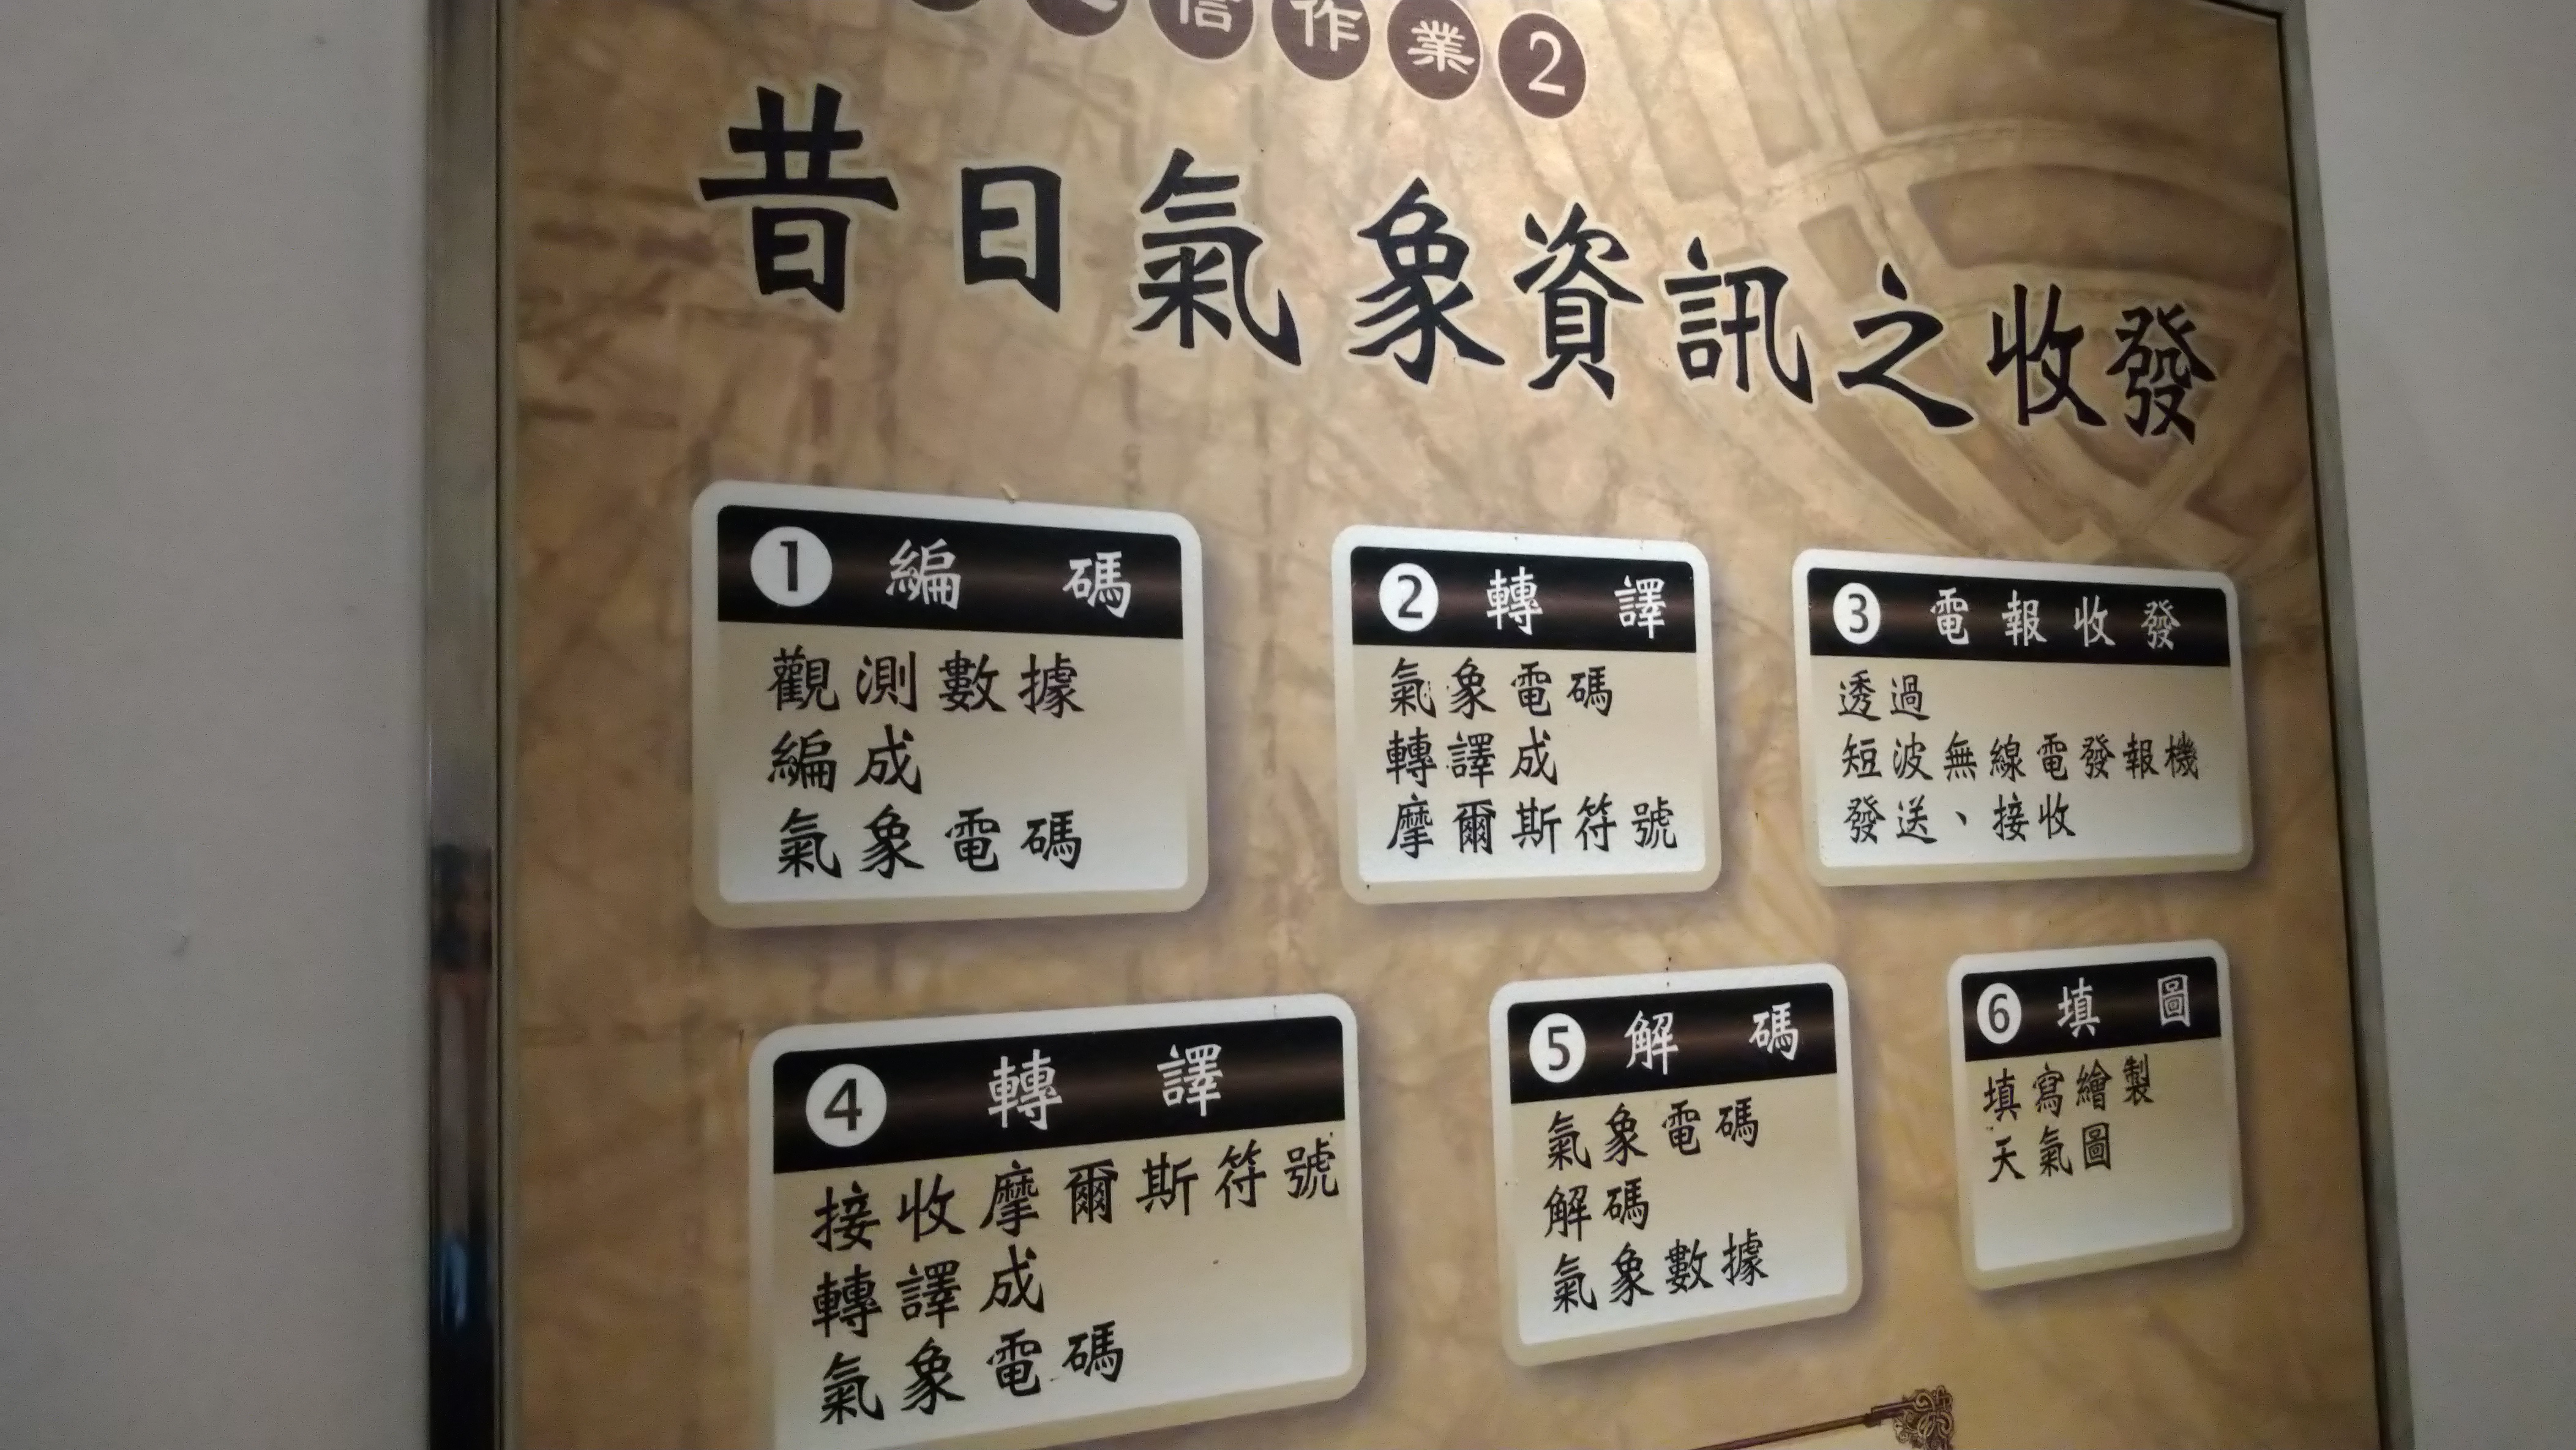 信作業2
昔日氣象資訊之收發
1 編碼
觀測數據
編成
氣象電碼
2 轉譯
氣象電碼
轉譯成
摩爾斯符號
3 電報收發
透過
短波無線電發報機
發送、接收
4 轉譯
接收摩爾斯符號
轉譯成
氣象電碼
5 解碼
氣象電碼
解碼
氣象數據
6 填圖
填寫繪製
天氣圖